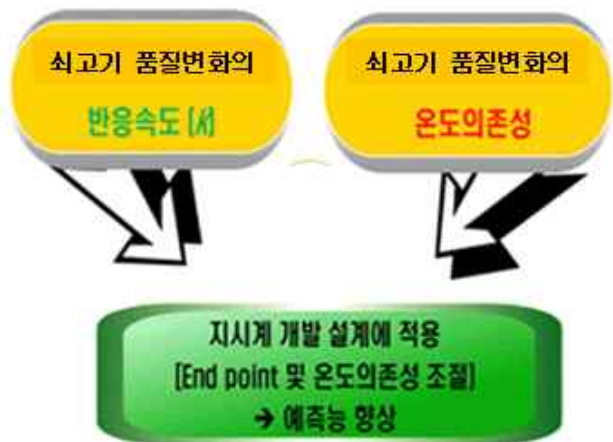 쇠고기 품질변화의
반응속도 [서]
쇠고기 품질변화의
온도의존성
지시계 개발 설계에 적용
[End point 및 온도의존성 조절]
→ 예측능 향상